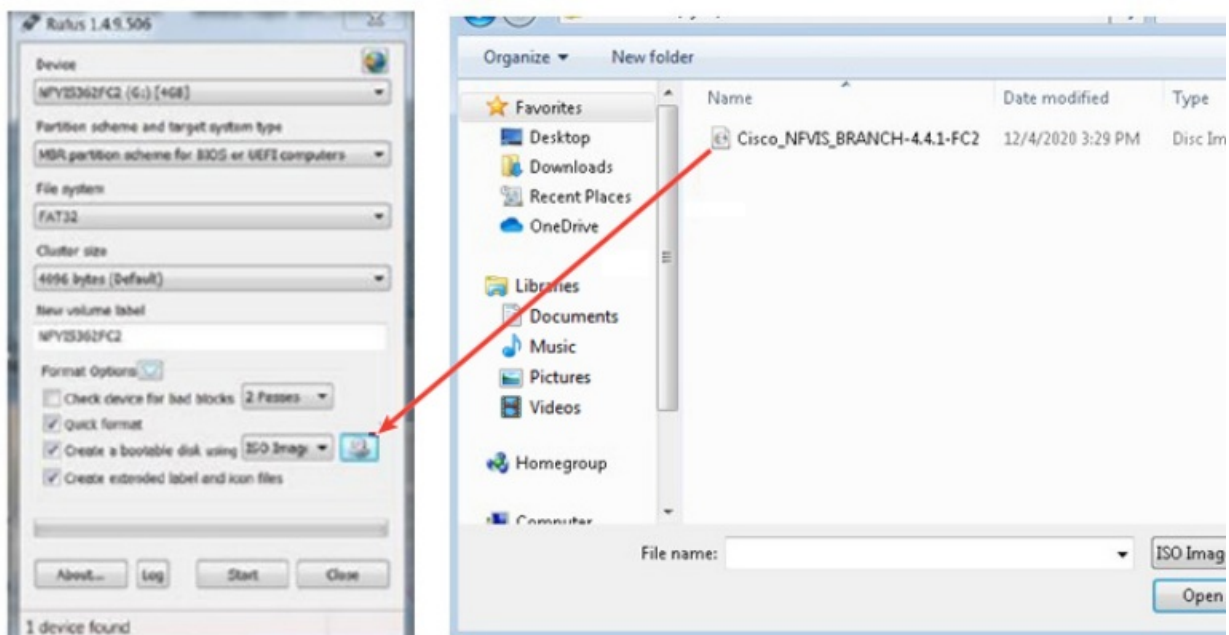 Rufus 1.4.9.506
Device
NFVIS362FC2 (G:) [4GB]
Partition scheme and target system type
MBR partition scheme for BIOS or UEFI computers
File system
FAT32
Cluster size
4096 bytes (Default)
New volume label
NFVIS362FC2
Format Options
Check device for bad blocks 2 Passes
Quick format
Create a bootable disk using ISO Imag
Create extended label and icon files
About... Log Start Close
1 device found
Organize New folder
Name Date modified Type
Cisco_NFVIS_BRANCH-4.4.1-FC2 12/4/2020 3:29 PM Disc Im
Favorites
Desktop
Downloads
Recent Places
OneDrive
Libraries
Documents
Music
Pictures
Videos
Homegroup
Computer
File name: ISO Imag
Open